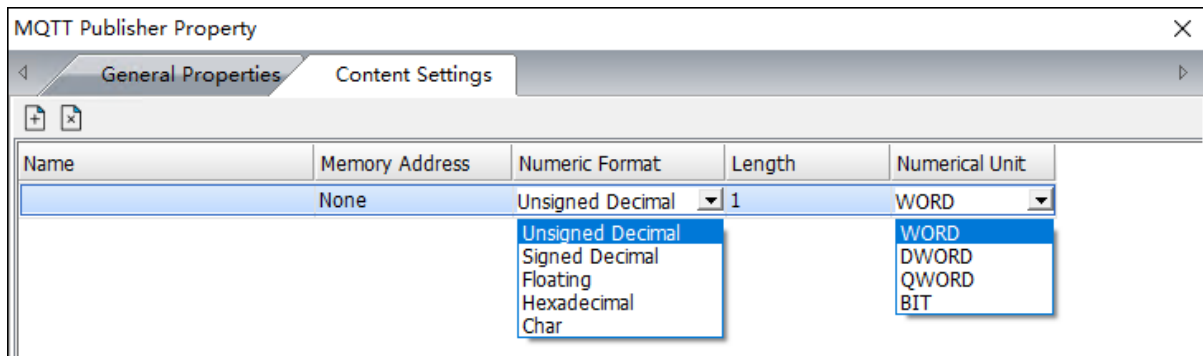 MQTT Publisher Property
General Properties Content Settings
Name Memory Address Numeric Format Length Numerical Unit
None Unsigned Decimal 1 WORD
Unsigned Decimal WORD
Signed Decimal DWORD
Floating QWORD
Hexadecimal BIT
Char